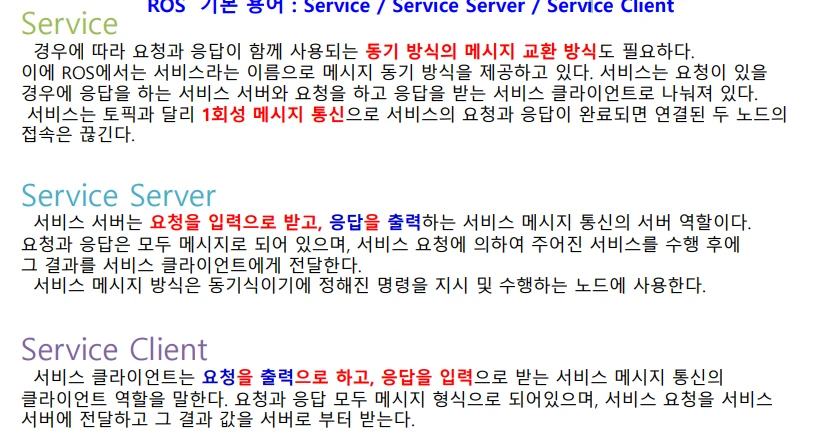 ROS 기본 용어 : Service / Service Server / Service Client
Service
경우에 따라 요청과 응답이 함께 사용되는 동기 방식의 메시지 교환 방식도 필요하다.
이에 ROS에서는 서비스라는 이름으로 메시지 동기 방식을 제공하고 있다. 서비스는 요청이 있을
경우에 응답을 하는 서비스 서버와 요청을 하고 응답을 받는 서비스 클라이언트로 나눠져 있다.
서비스는 토픽과 달리 1회성 메시지 통신으로 서비스의 요청과 응답이 완료되면 연결된 두 노드의
접속은 끊긴다.
Service Server
서비스 서버는 요청을 입력으로 받고, 응답을 출력하는 서비스 메시지 통신의 서버 역할이다.
요청과 응답은 모두 메시지로 되어 있으며, 서비스 요청에 의하여 주어진 서비스를 수행 후에
그 결과를 서비스 클라이언트에게 전달한다.
서비스 메시지 방식은 동기식이기에 정해진 명령을 지시 및 수행하는 노드에 사용한다.
Service Client
서비스 클라이언트는 요청을 출력으로 하고, 응답을 입력으로 받는 서비스 메시지 통신의
클라이언트 역할을 말한다. 요청과 응답 모두 메시지 형식으로 되어있으며, 서비스 요청을 서비스
서버에 전달하고 그 결과 값을 서버로 부터 받는다.